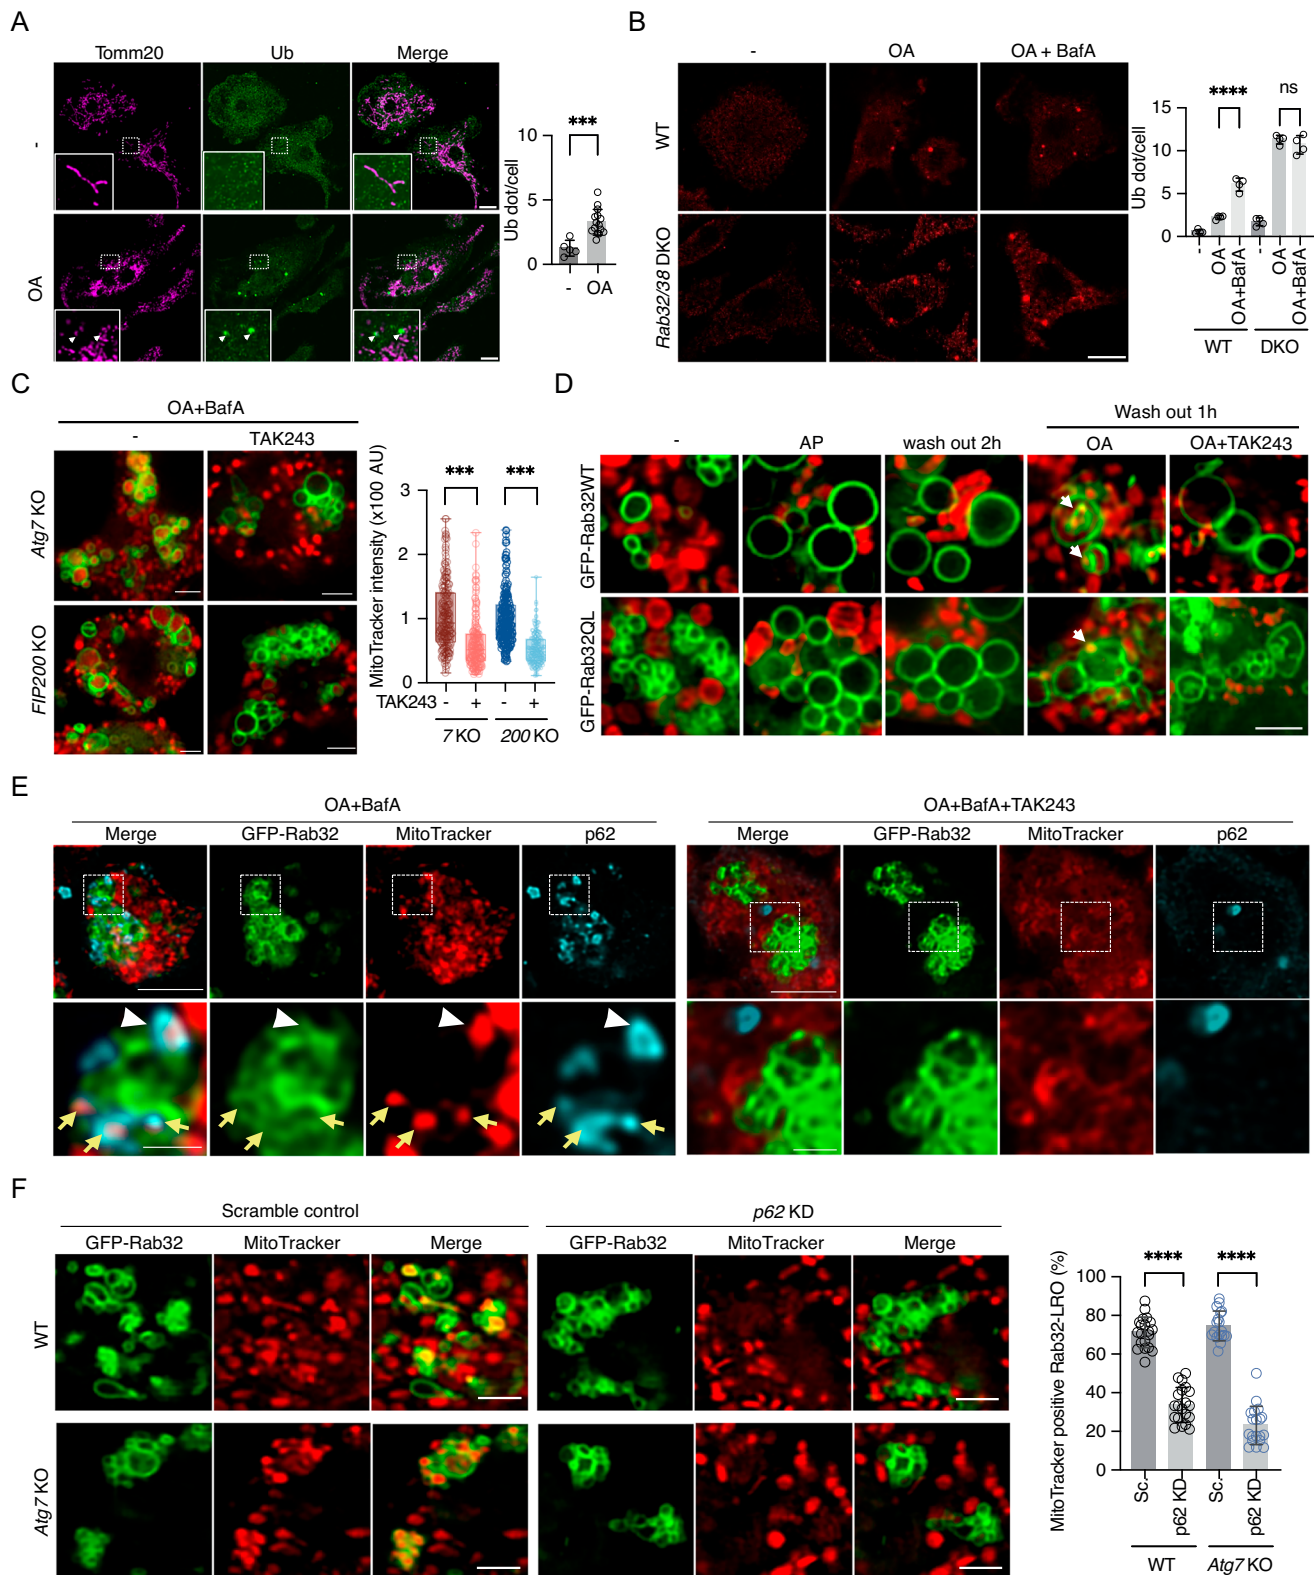 A
Tomm20 Ub Merge
-
OA
***
Ub dot/cell
10
5
0
- OA
B
- OA OA + BafA
WT
Rab32/38 DKO
**** ns
Ub dot/cell
15
10
5
0
- OA OA+BafA - OA OA+BafA
WT DKO
C
OA+BafA
- TAK243
Atg7 KO
FIP200 KO
*** ***
MitoTracker intensity (x100 AU)
3
2
1
0
TAK243 - + - +
7 KO 200 KO
D
Wash out 1h
- AP wash out 2h OA OA+TAK243
GFP-Rab32WT
GFP-Rab32QL
E
OA+BafA
Merge GFP-Rab32 MitoTracker p62
OA+BafA+TAK243
Merge GFP-Rab32 MitoTracker p62
F
Scramble control
GFP-Rab32 MitoTracker Merge
p62 KD
GFP-Rab32 MitoTracker Merge
WT
Atg7 KO
**** ****
MitoTracker positive Rab32-LRO (%)
100
80
60
40
20
0
Sc. p62 KD Sc. p62 KD
WT Atg7 KO